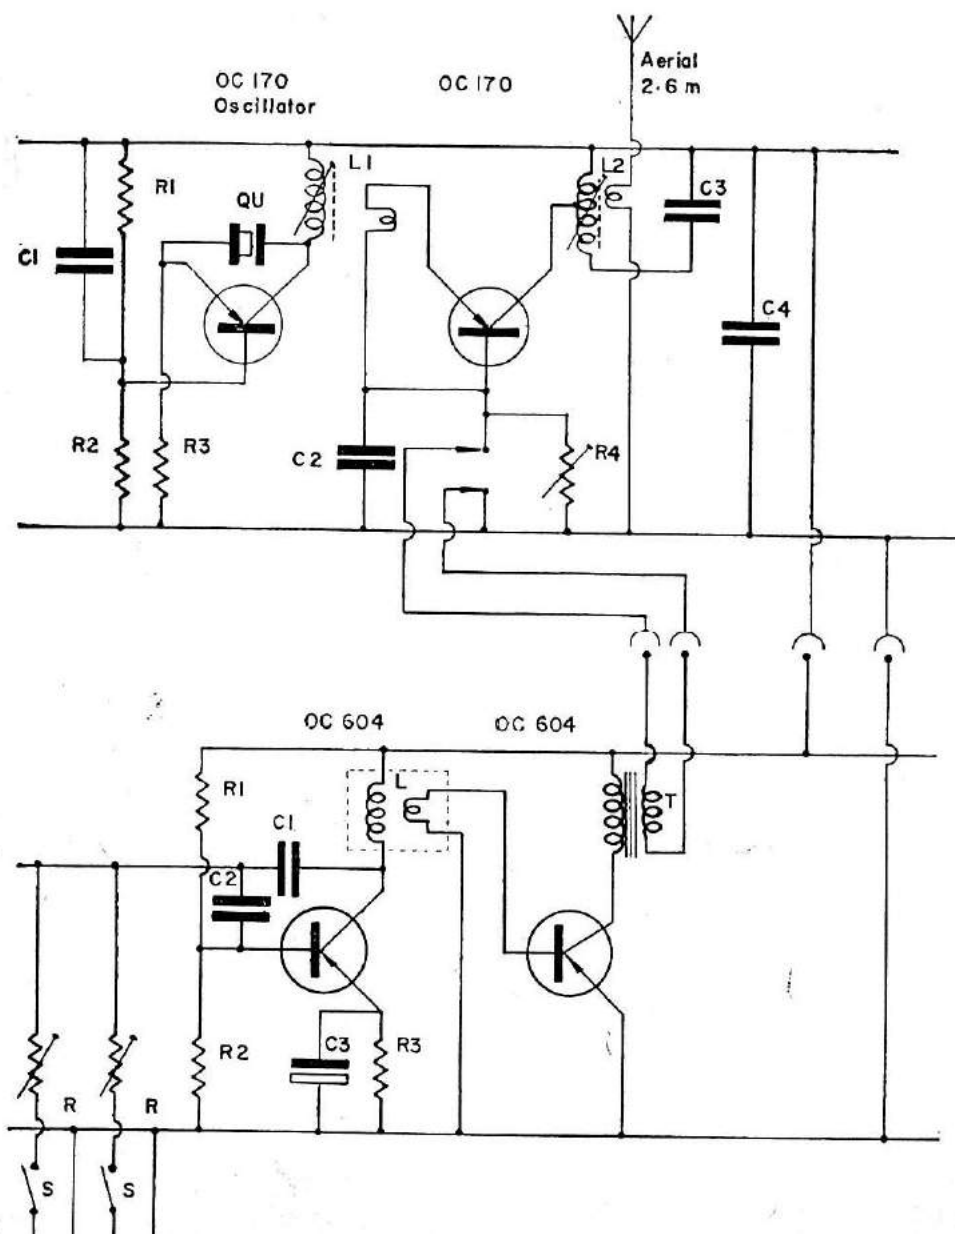 OC 170
Oscillator
OC 170
Aerial
2·6 m
R1
QU
L1
L2
C3
C1
C4
R2
R3
C2
R4
OC 604
OC 604
R1
C1
L
T
C2
R2
C3
R3
R
R
S
S